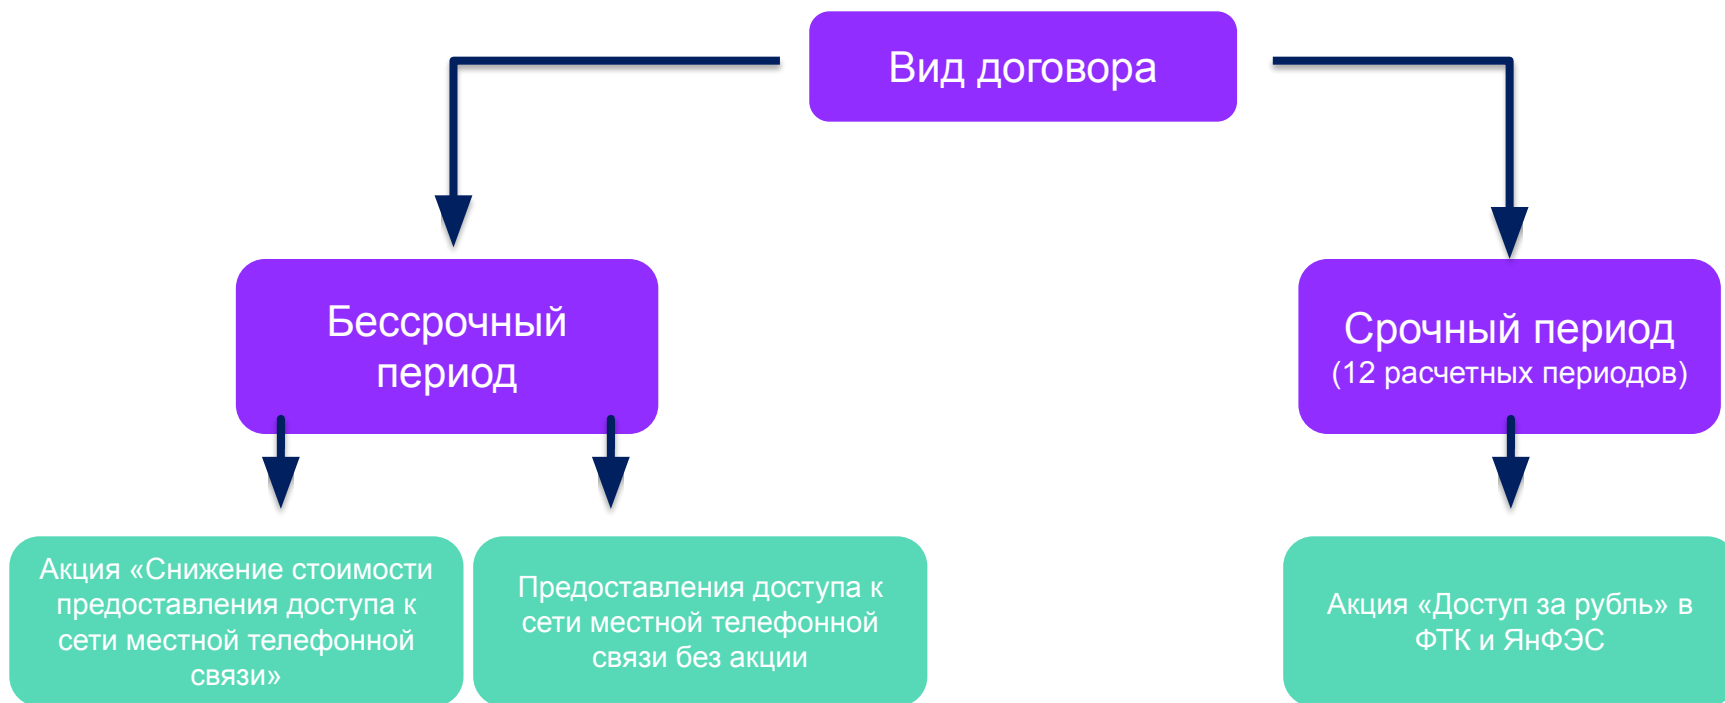 Вид договора
Бессрочный
период
Срочный период
(12 расчетных периодов)
Акция «Снижение стоимости
предоставления доступа к
сети местной телефонной
связи»
Предоставления доступа к
сети местной телефонной
связи без акции
Акция «Доступ за рубль» в
ФТК и ЯнФЭС